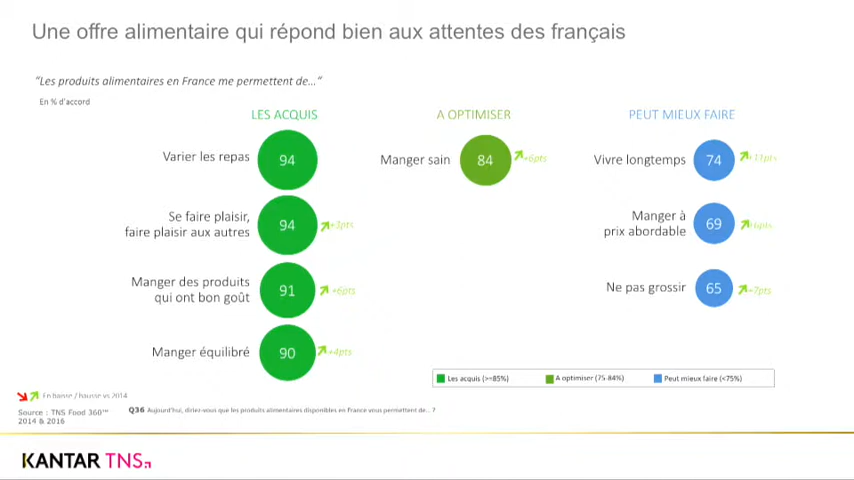 Une offre alimentaire qui répond bien aux attentes des français
“Les produits alimentaires en France me permettent de...”
En % d'accord
LES ACQUIS
Varier les repas
94
Se faire plaisir,
faire plaisir aux autres
94
+3pts
Manger des produits
qui ont bon goût
91
+6pts
Manger équilibré
90
+4pts
A OPTIMISER
Manger sain
84
+6pts
PEUT MIEUX FAIRE
Vivre longtemps
74
+11pts
Manger à
prix abordable
69
+6pts
Ne pas grossir
65
+7pts
Les acquis (>=85%)
A optimiser (75-84%)
Peut mieux faire (<75%)
En baisse / hausse vs 2014
Source : TNS Food 360™
2014 & 2016
Q36 Aujourd'hui, diriez-vous que les produits alimentaires disponibles en France vous permettent de... ?
KANTAR TNS.